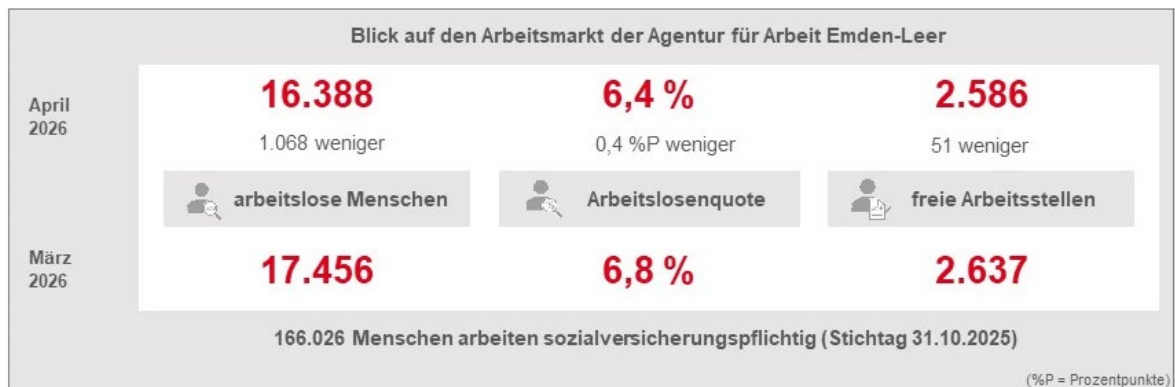 Blick auf den Arbeitsmarkt der Agentur für Arbeit Emden-Leer
April
2026
16.388 6,4 % 2.586
1.068 weniger 0,4 %P weniger 51 weniger
arbeitslose Menschen Arbeitslosenquote freie Arbeitsstellen
März
2026
17.456 6,8 % 2.637
166.026 Menschen arbeiten sozialversicherungspflichtig (Stichtag 31.10.2025)
(%P = Prozentpunkte)